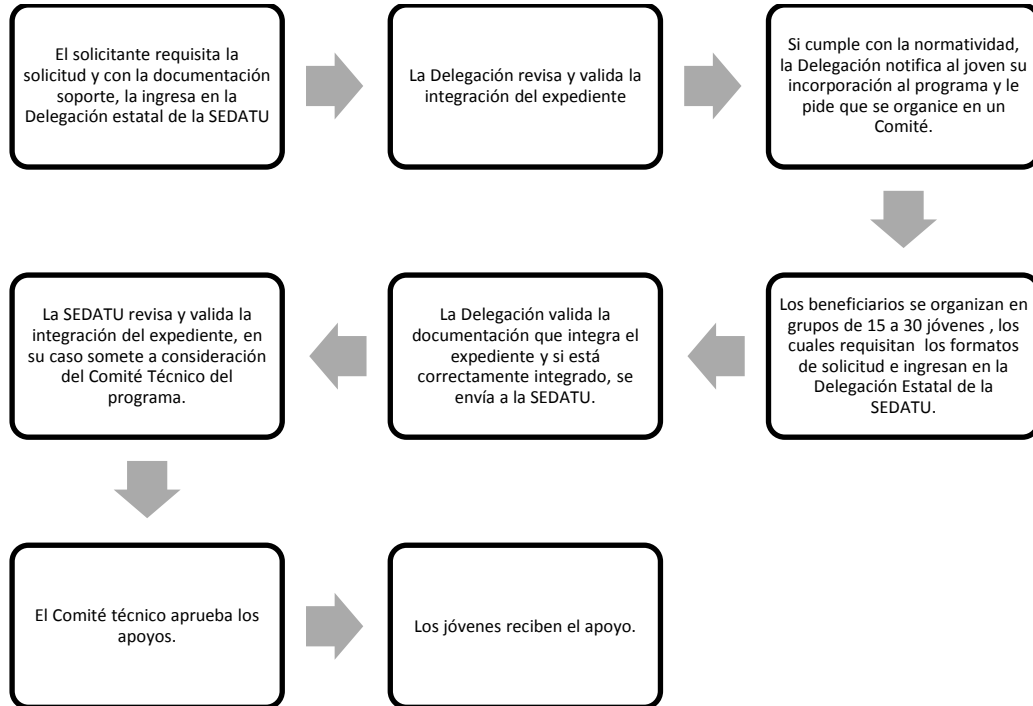 El solicitante requisita la
solicitud y con la documentación
soporte, la ingresa en la
Delegación estatal de la SEDATU
La Delegación revisa y valida la
integración del expediente
Si cumple con la normatividad,
la Delegación notifica al joven su
incorporación al programa y le
pide que se organice en un
Comité.
Los beneficiarios se organizan en
grupos de 15 a 30 jóvenes , los
cuales requisitan los formatos
de solicitud e ingresan en la
Delegación Estatal de la
SEDATU.
La Delegación valida la
documentación que integra el
expediente y si está
correctamente integrado, se
envía a la SEDATU.
La SEDATU revisa y valida la
integración del expediente, en
su caso somete a consideración
del Comité Técnico del
programa.
El Comité técnico aprueba los
apoyos.
Los jóvenes reciben el apoyo.